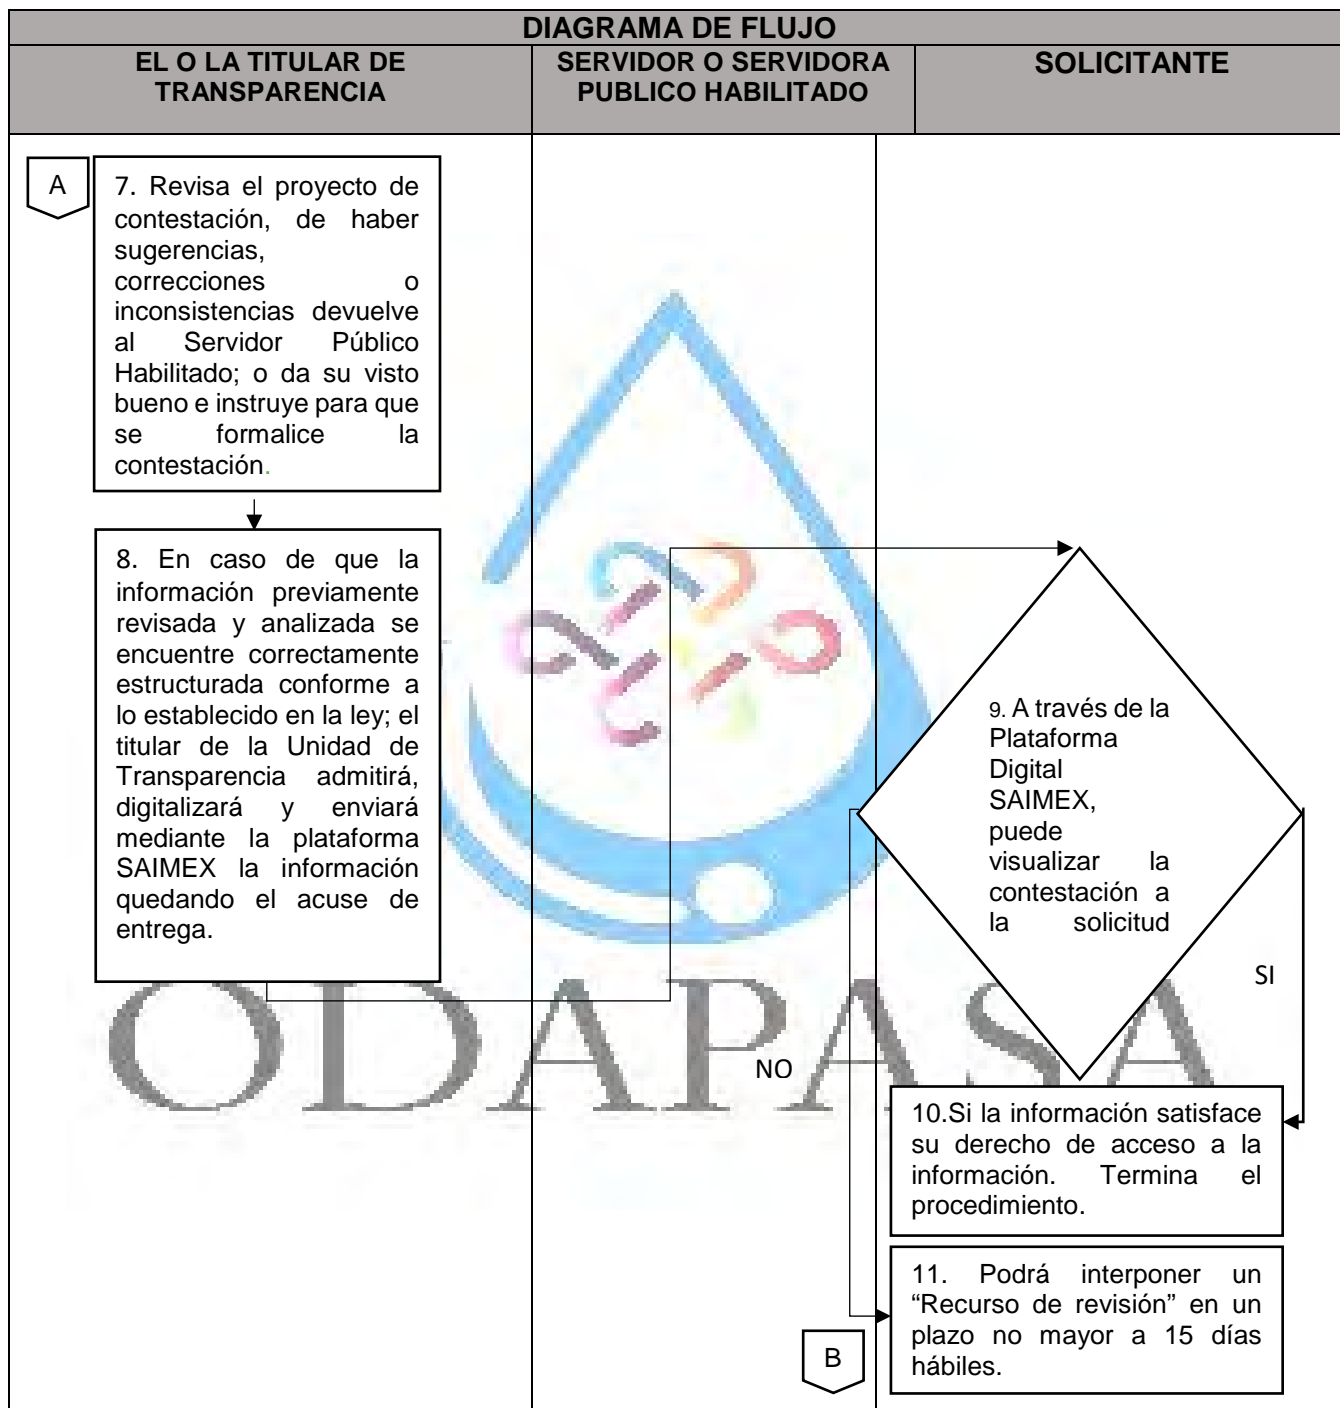 DIAGRAMA DE FLUJO
EL O LA TITULAR DE
TRANSPARENCIA
SERVIDOR O SERVIDORA
PUBLICO HABILITADO
SOLICITANTE
A
7. Revisa el proyecto de
contestación, de haber
sugerencias,
correcciones o
inconsistencias devuelve
al Servidor Público
Habilitado; o da su visto
bueno e instruye para que
se formalice la
contestación.
8. En caso de que la
información previamente
revisada y analizada se
encuentre correctamente
estructurada conforme a
lo establecido en la ley; el
titular de la Unidad de
Transparencia admitirá,
digitalizará y enviará
mediante la plataforma
SAIMEX la información
quedando el acuse de
entrega.
9. A través de la
Plataforma
Digital
SAIMEX,
puede
visualizar la
contestación a
la solicitud
SI
NO
ODAPASA
10.Si la información satisface
su derecho de acceso a la
información. Termina el
procedimiento.
11. Podrá interponer un
“Recurso de revisión” en un
plazo no mayor a 15 días
hábiles.
B